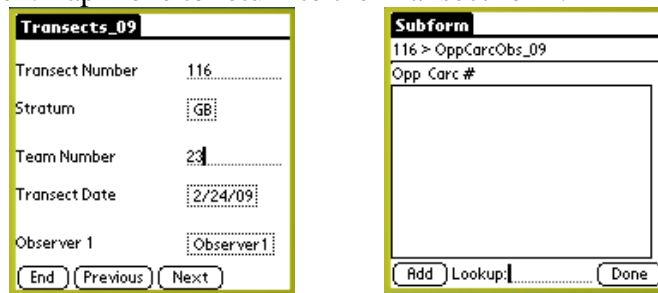 Transects_09
Transect Number 116
Stratum GB
Team Number 23
Transect Date 2/24/09
Observer 1 Observer1
End Previous Next
Subform
116 > OppCarcObs_09
Opp Carc #
Add Lookup: Done